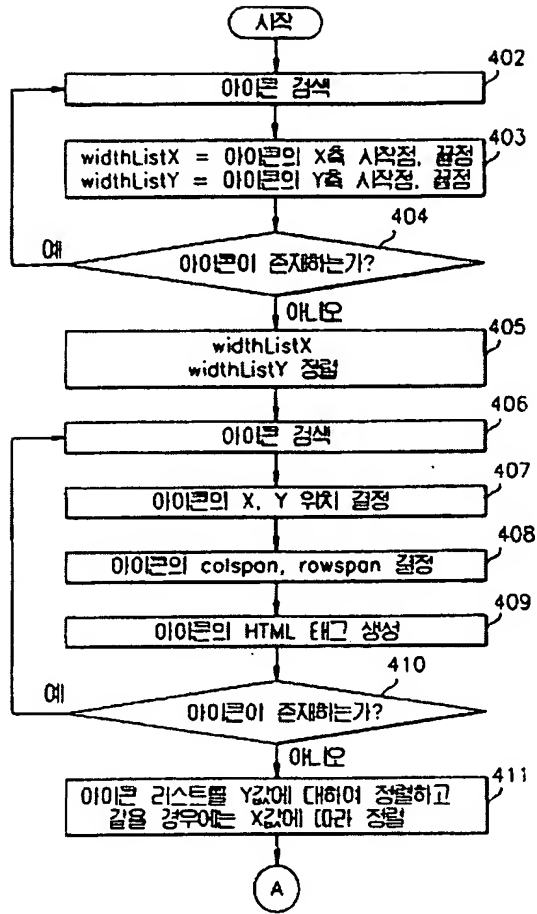 시작
402
아이콘 검색
403
widthListX = 아이콘의 X축 시작점, 끝점
widthListY = 아이콘의 Y축 시작점, 끝점
404
예
아이콘이 존재하는가?
아니오
405
widthListX
widthListY 정렬
406
아이콘 검색
407
아이콘의 X, Y 위치 결정
408
아이콘의 colspan, rowspan 결정
409
아이콘의 HTML 태그 생성
410
예
아이콘이 존재하는가?
아니오
411
아이콘 리스트를 Y값에 대하여 정렬하고
같을 경우에는 X값에 따라 정렬
A